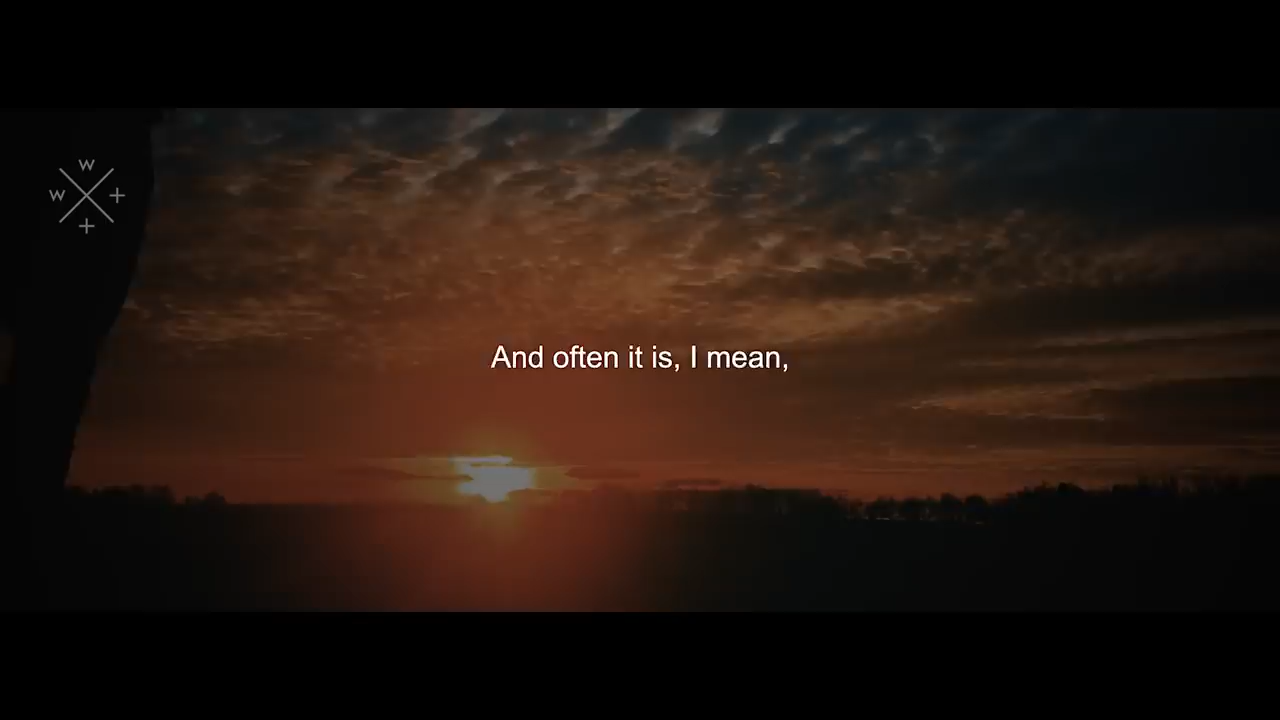 W
W +
+
And often it is, I mean,